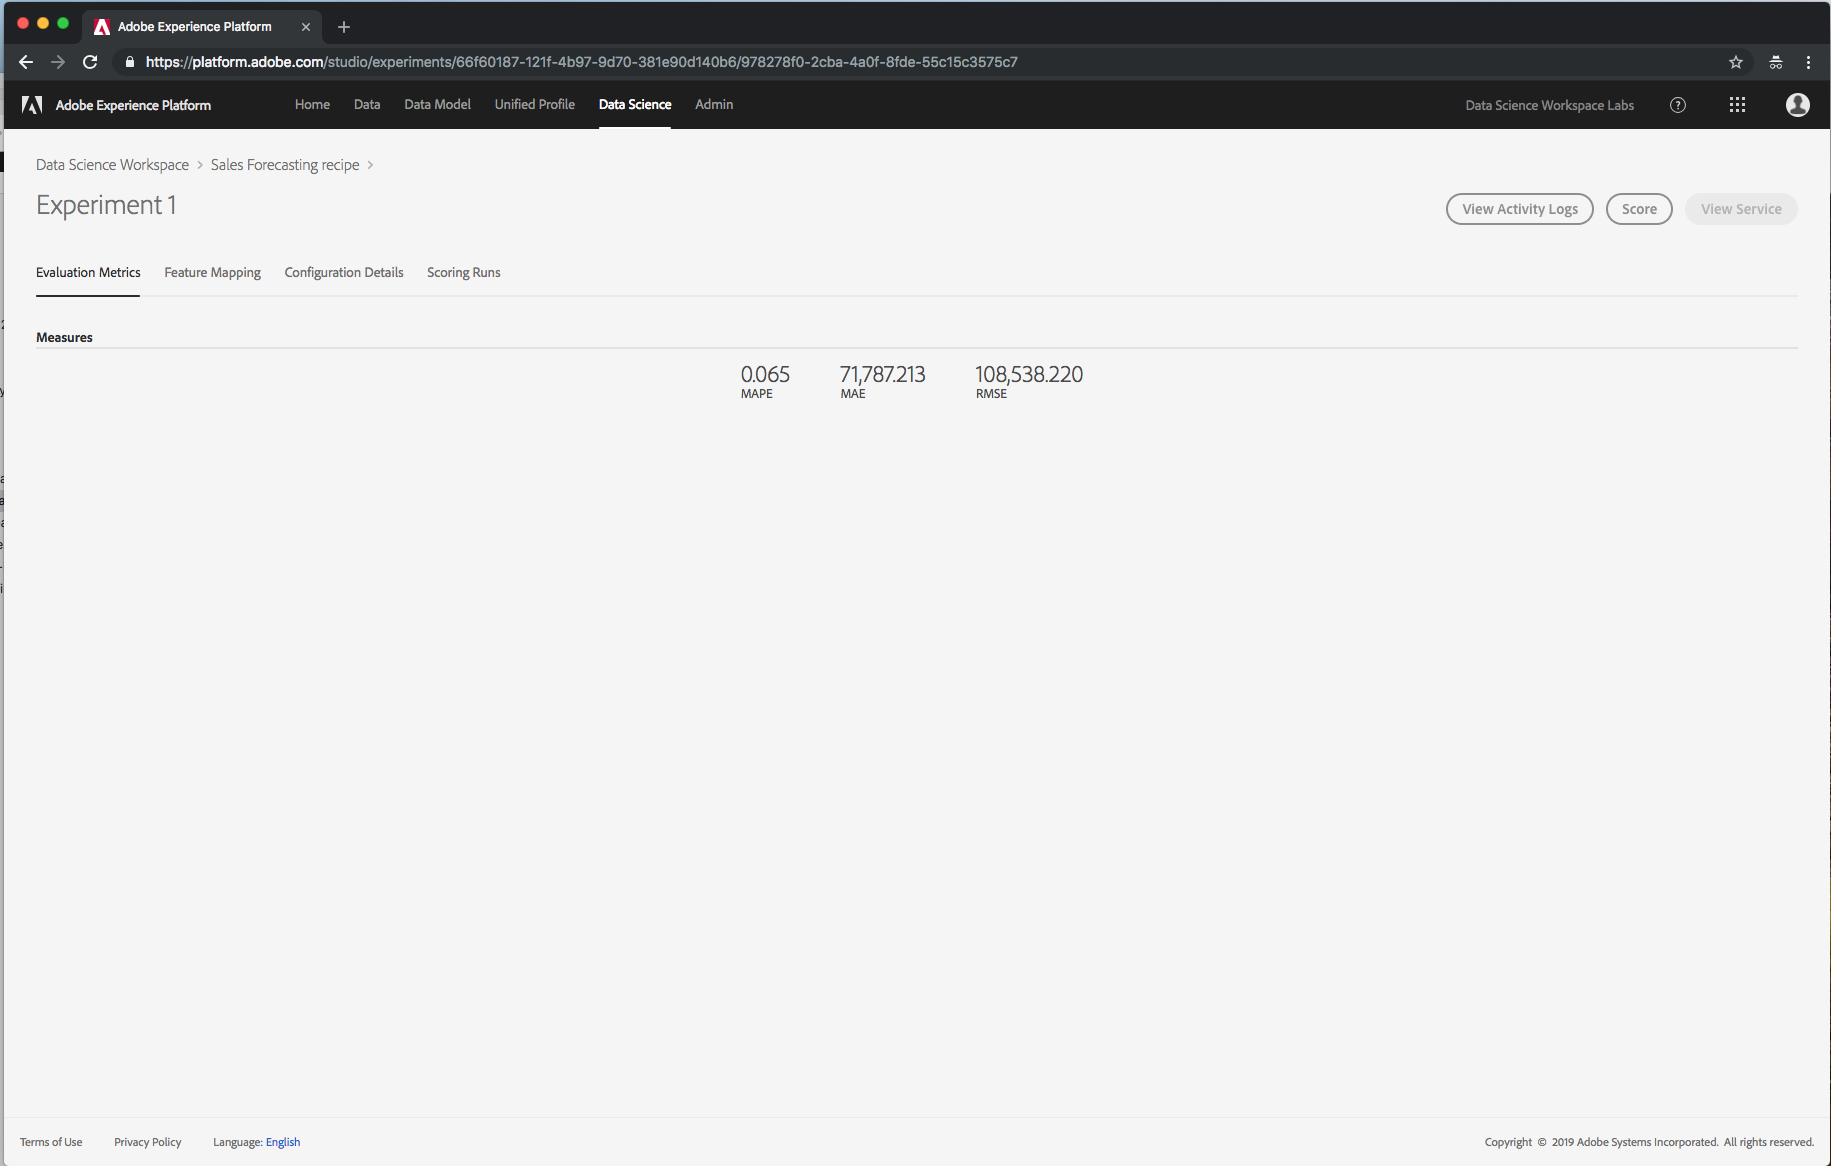 Adobe Experience Platform
https://platform.adobe.com/studio/experiments/66f60187-121f-4b97-9d70-381e90d140b6/978278f0-2cba-4a0f-8fde-55c15c3575c7
Adobe Experience Platform Home Data Data Model Unified Profile Data Science Admin Data Science Workspace Labs
Data Science Workspace > Sales Forecasting recipe >
Experiment 1
View Activity Logs Score View Service
Evaluation Metrics Feature Mapping Configuration Details Scoring Runs
Measures
0.065 71,787.213 108,538.220
MAPE MAE RMSE
Terms of Use Privacy Policy Language: English Copyright © 2019 Adobe Systems Incorporated. All rights reserved.